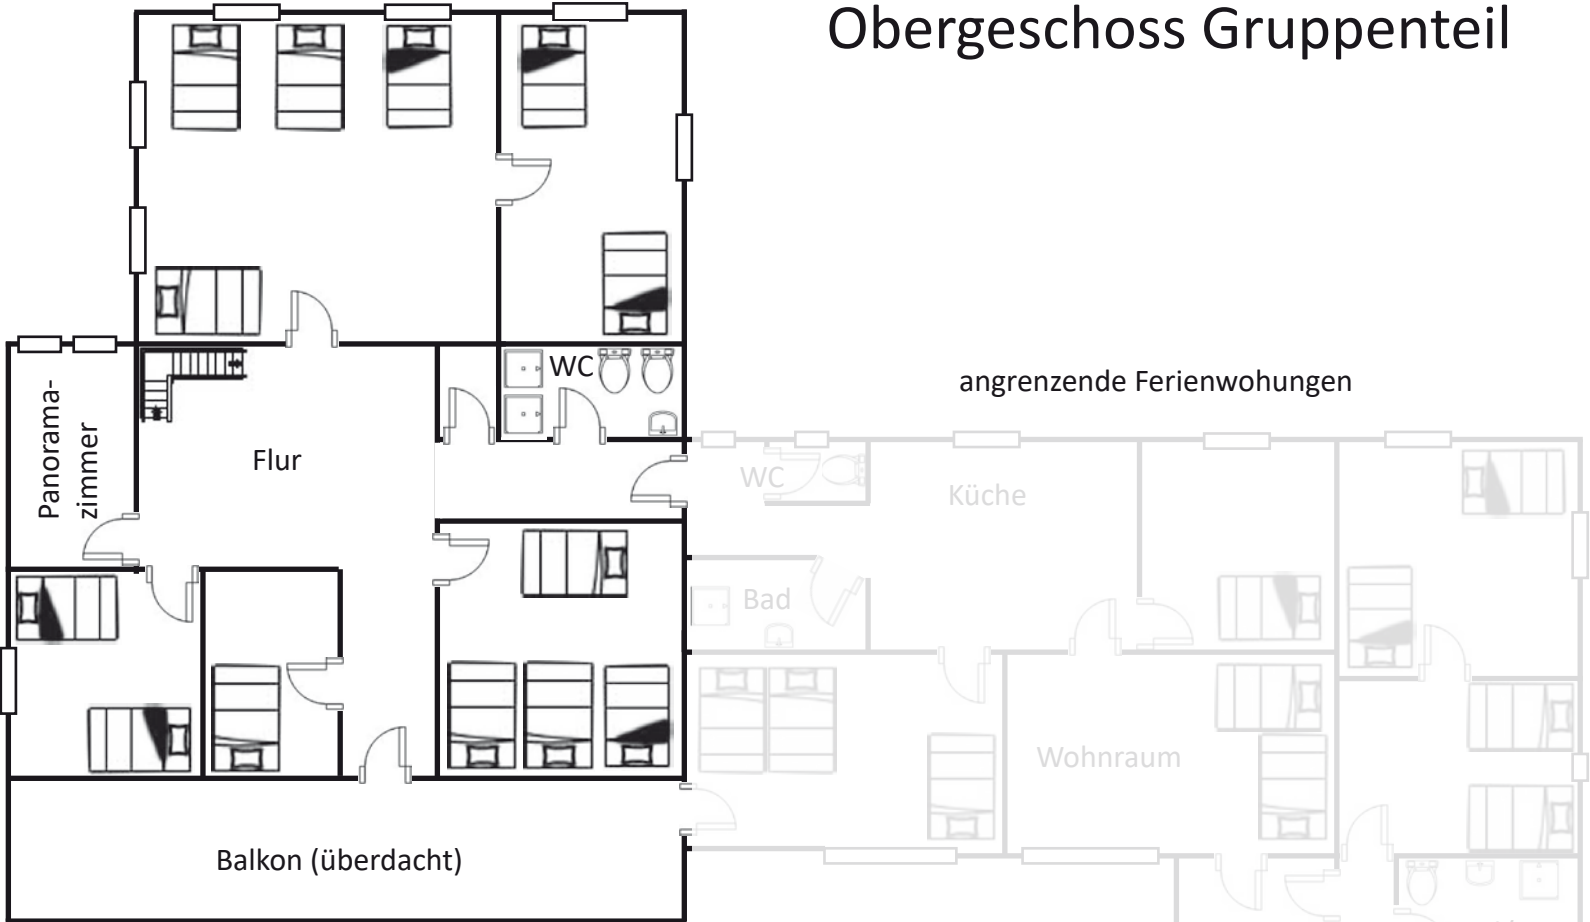 Obergeschoss Gruppenteil
WC
angrenzende Ferienwohungen
Panorama-
zimmer
Flur
WC
Küche
Bad
Wohnraum
Balkon (überdacht)